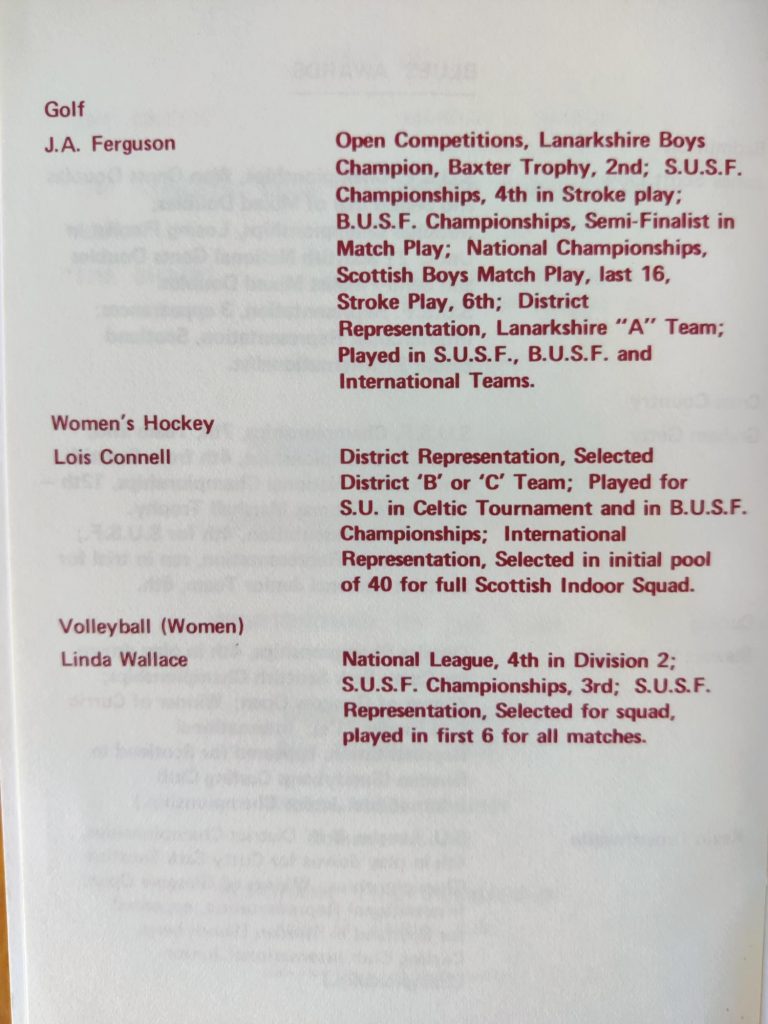 Golf
J.A. Ferguson
Open Competitions, Lanarkshire Boys
Champion, Baxter Trophy, 2nd; S.U.S.F.
Championships, 4th in Stroke play;
B.U.S.F. Championships, Semi-Finalist in
Match Play; National Championships,
Scottish Boys Match Play, last 16,
Stroke Play, 6th; District
Representation, Lanarkshire "A" Team;
Played in S.U.S.F., B.U.S.F. and
International Teams.
Women's Hockey
Lois Connell
District Representation, Selected
District 'B' or 'C' Team; Played for
S.U. in Celtic Tournament and in B.U.S.F.
Championships; International
Representation, Selected in initial pool
of 40 for full Scottish Indoor Squad.
Volleyball (Women)
Linda Wallace
National League, 4th in Division 2;
S.U.S.F. Championships, 3rd; S.U.S.F.
Representation, Selected for squad,
played in first 6 for all matches.